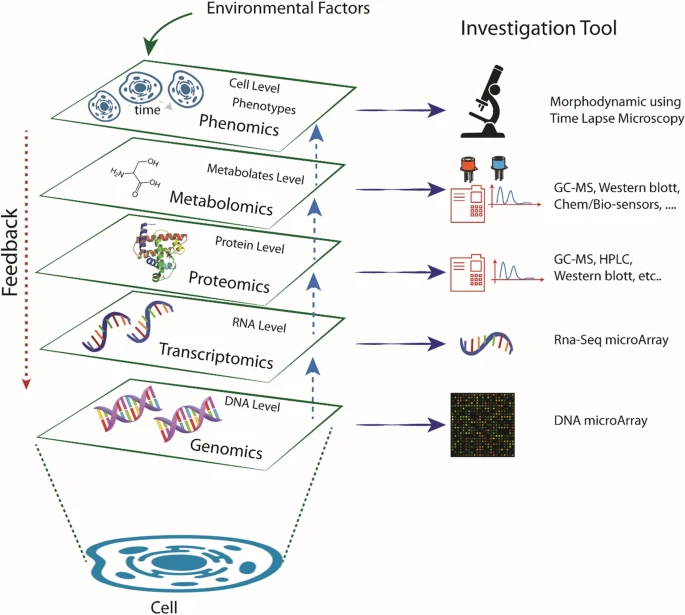 Environmental Factors
Investigation Tool
Cell Level
Phenotypes
time
Phenomics
Morphodynamic using
Time Lapse Microscopy
Feedback
Metabolates Level
HO
H₂N
OH
O
Metabolomics
GC-MS, Western blott,
Chem/Bio-sensors, ....
Protein Level
Proteomics
GC-MS, HPLC,
Western blott, etc..
RNA Level
Transcriptomics
Rna-Seq microArray
DNA Level
Genomics
DNA microArray
Cell